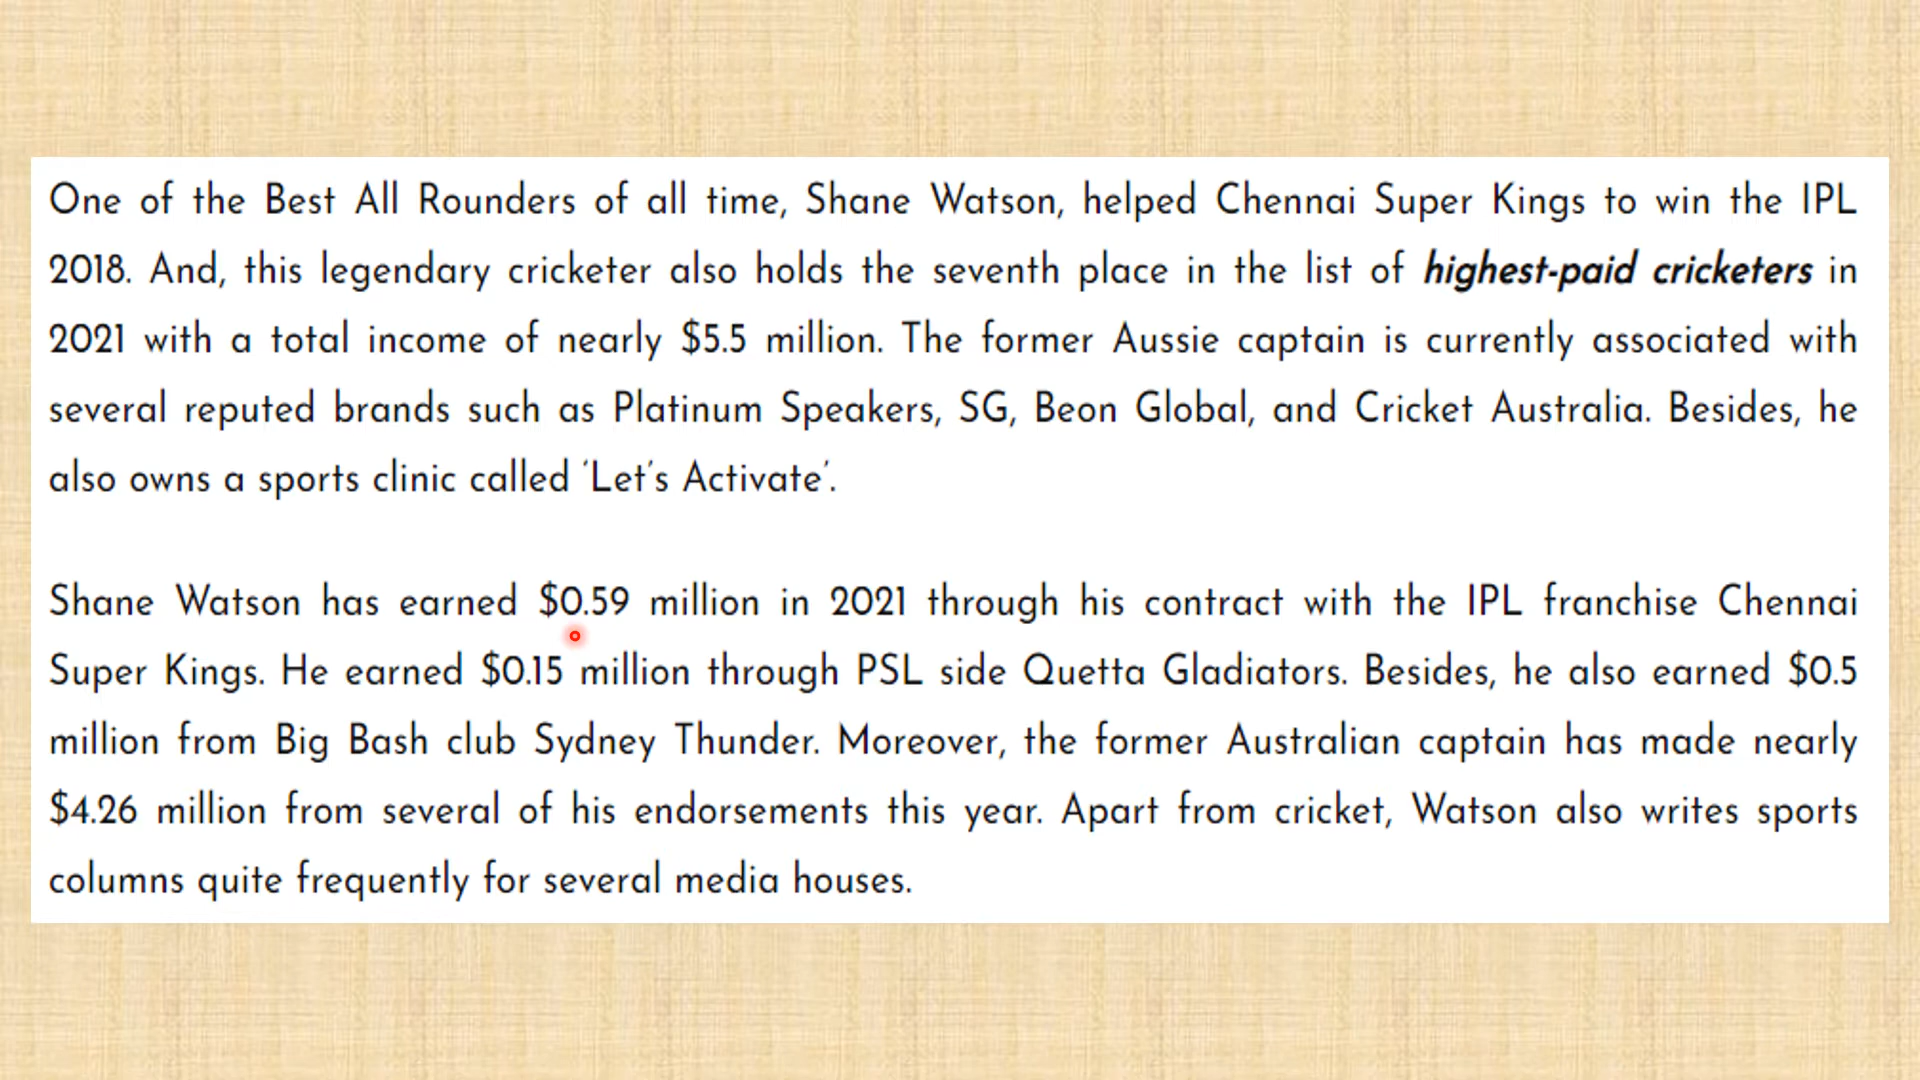 One of the Best All Rounders of all time, Shane Watson, helped Chennai Super Kings to win the IPL
2018. And, this legendary cricketer also holds the seventh place in the list of highest-paid cricketers in
2021 with a total income of nearly $5.5 million. The former Aussie captain is currently associated with
several reputed brands such as Platinum Speakers, SG, Beon Global, and Cricket Australia. Besides, he
also owns a sports clinic called ‘Let’s Activate’.
Shane Watson has earned $0.59 million in 2021 through his contract with the IPL franchise Chennai
Super Kings. He earned $0.15 million through PSL side Quetta Gladiators. Besides, he also earned $0.5
million from Big Bash club Sydney Thunder. Moreover, the former Australian captain has made nearly
$4.26 million from several of his endorsements this year. Apart from cricket, Watson also writes sports
columns quite frequently for several media houses.